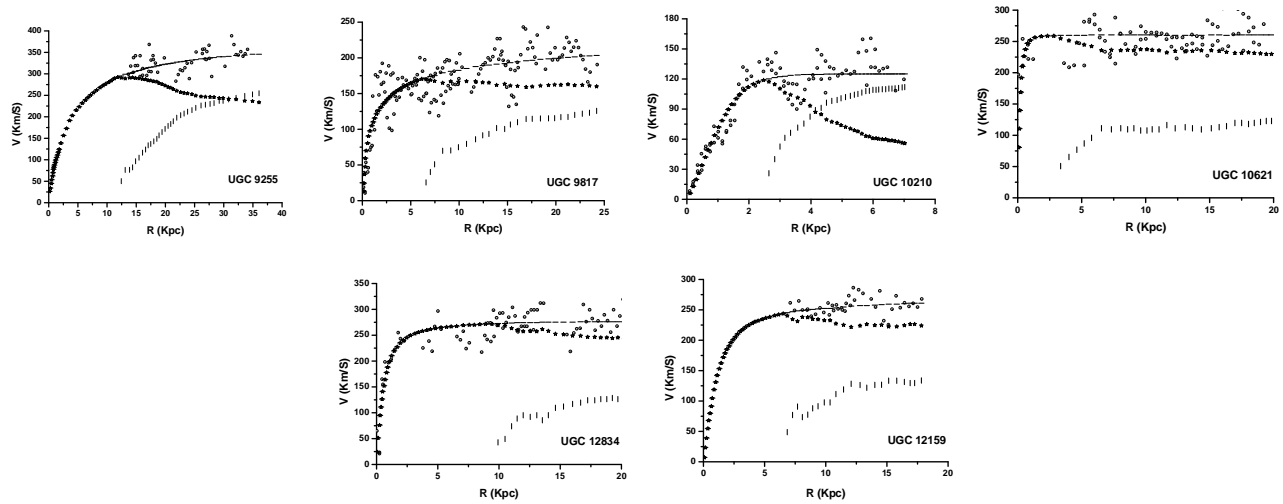 400
350
300
250
200
150
100
50
0
V (Km/S)
0 5 10 15 20 25 30 35 40
R (Kpc)
UGC 9255
250
200
150
100
50
0
V (Km/S)
0 5 10 15 20 25
R (Kpc)
UGC 9817
180
150
120
90
60
30
0
V (Km/S)
0 2 4 6 8
R (Kpc)
UGC 10210
300
250
200
150
100
50
0
V (Km/S)
0 5 10 15 20
R (Kpc)
UGC 10621
350
300
250
200
150
100
50
0
V (Km/S)
0 5 10 15 20
R (Kpc)
UGC 12834
300
250
200
150
100
50
0
V (Km/S)
0 5 10 15 20
R (Kpc)
UGC 12159